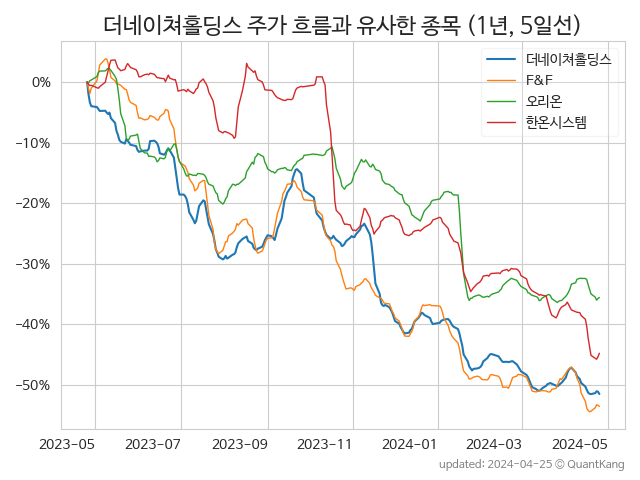 더네이쳐홀딩스 주가 흐름과 유사한 종목 (1년, 5일선)
더네이쳐홀딩스
F&F
오리온
한온시스템
0%
−10%
−20%
−30%
−40%
−50%
2023-05
2023-07
2023-09
2023-11
2024-01
2024-03
2024-05
updated: 2024-04-25 © QuantKang